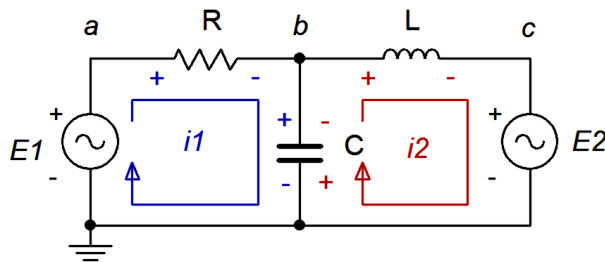 a R b L c
+ - + -
+ + - +
E1 i1 C i2 E2
- - + -